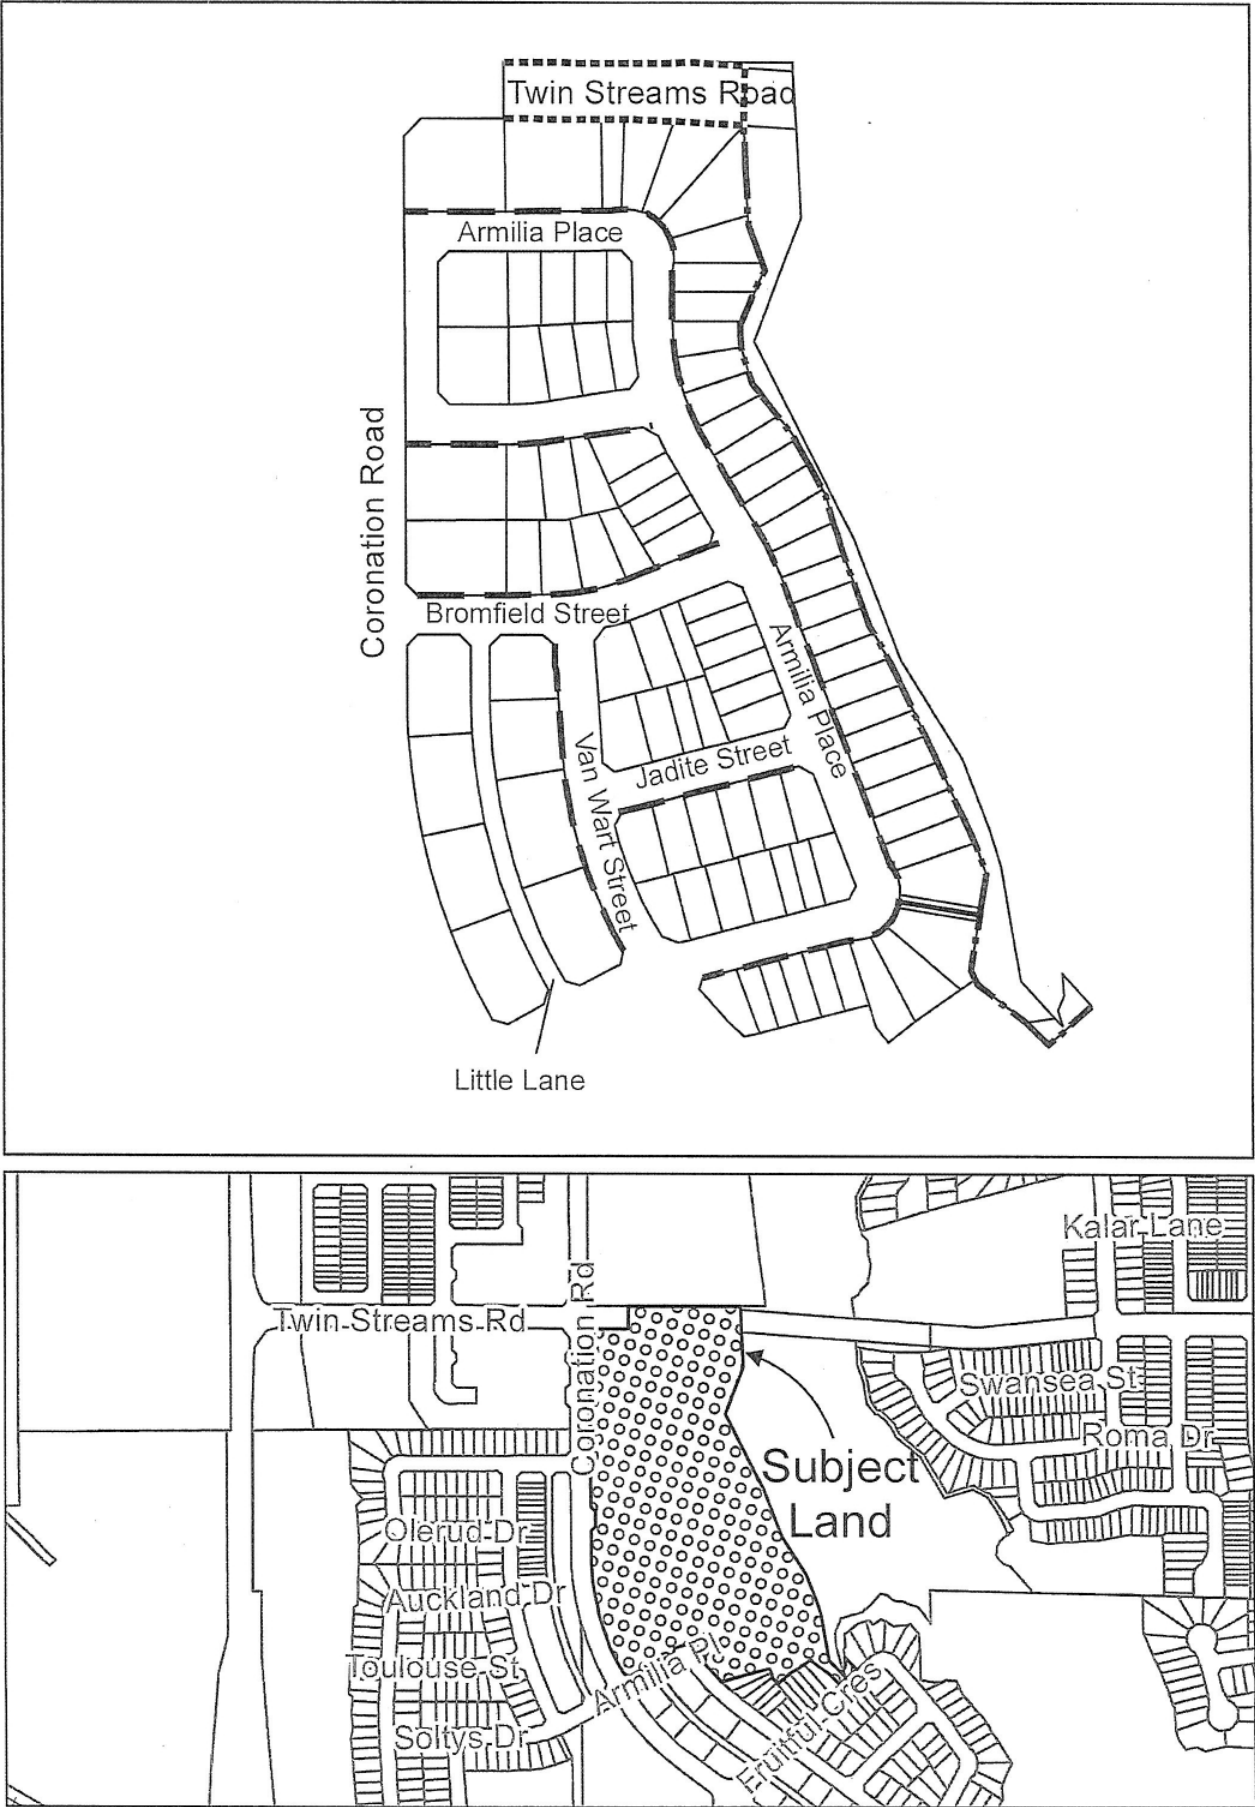 Twin Streams Road
Armilia Place
Coronation Road
Bromfield Street
Armilia Place
Van Wart Street
Jadite Street
Little Lane
Kalar Lane
Coronation Rd
Twin Streams Rd
Swansea St
Roma Dr
Subject
Land
Olerud Dr
Auckland Dr
Toulouse St
Armilia Pl
Soltys Dr
Fruitful Cres